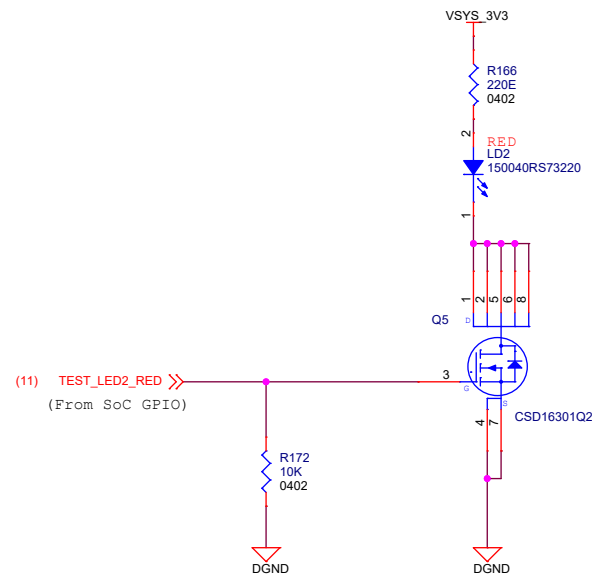 VSYS_3V3
R166
220E
0402
2
RED
LD2
150040RS73220
1
1
2
5
6
8
Q5
D
(11) TEST_LED2_RED
3
G
(From SoC GPIO)
S
CSD16301Q2
4
7
R172
10K
0402
DGND
DGND